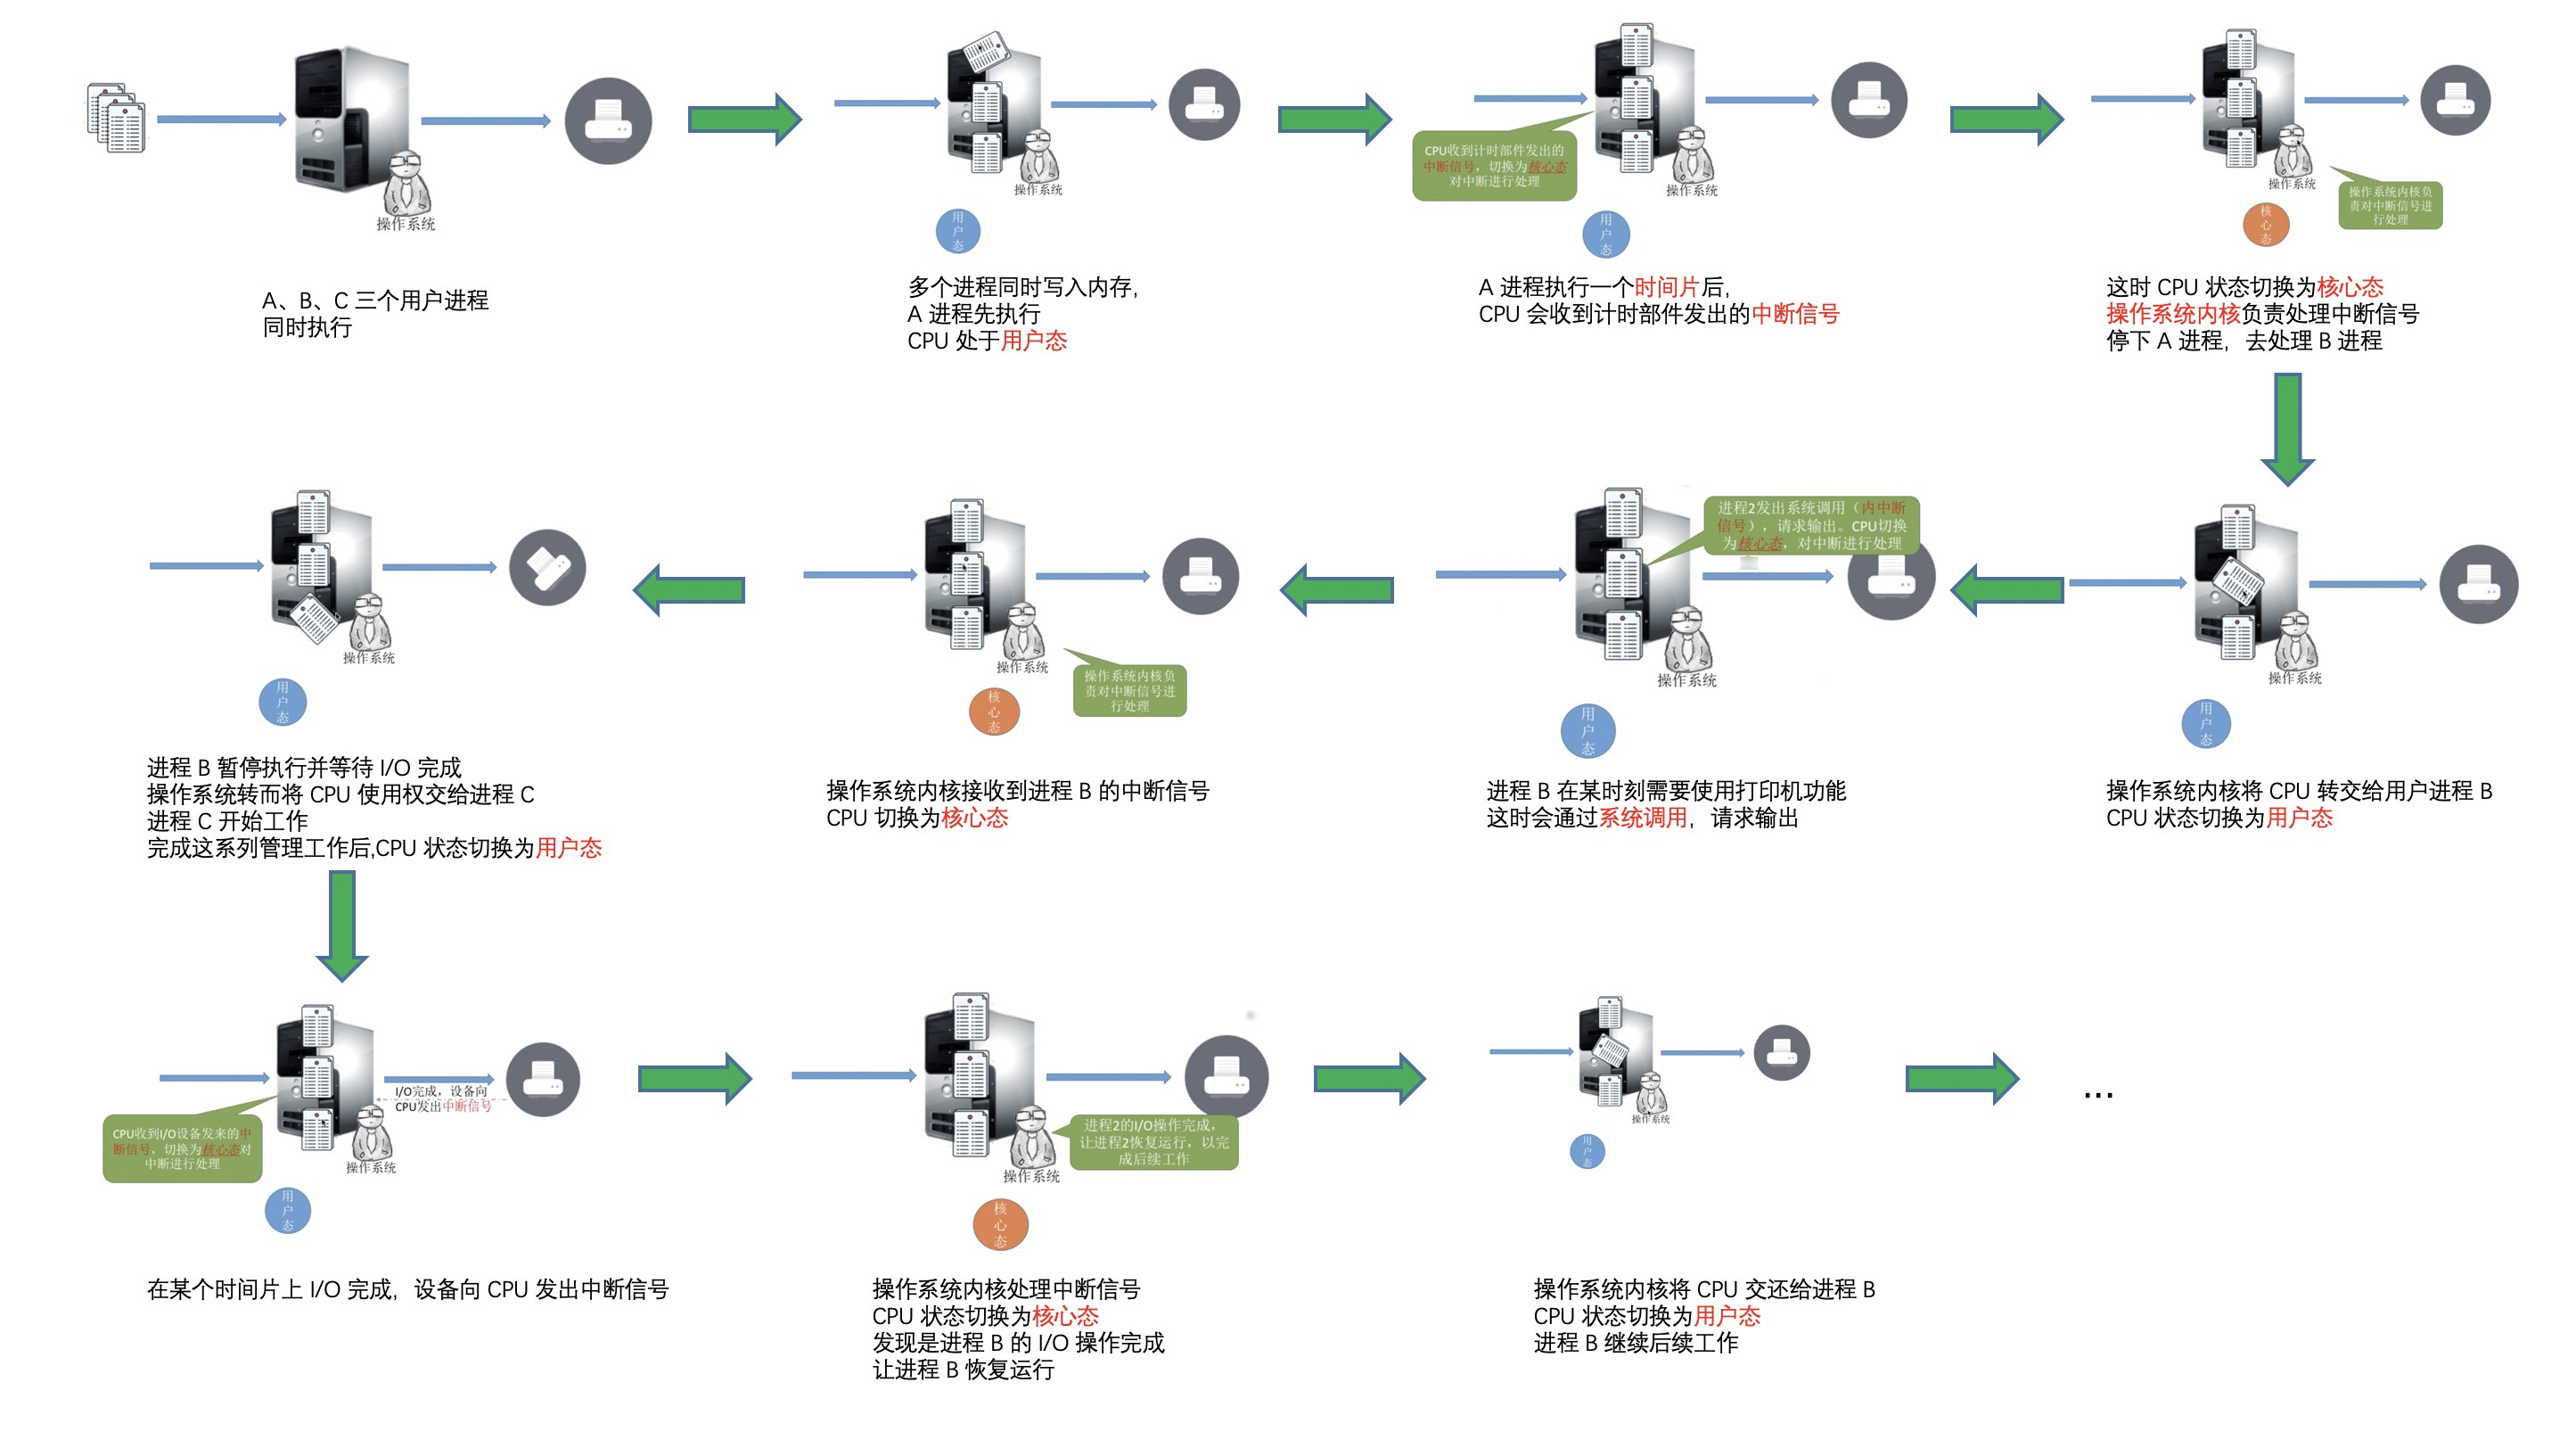 操作系统
A、B、C 三个用户进程
同时执行
操作系统
用
户
态
多个进程同时写入内存,
A 进程先执行
CPU 处于用户态
CPU收到计时部件发出的
中断信号，切换为核心态
对中断进行处理
操作系统
用
户
态
A 进程执行一个时间片后,
CPU 会收到计时部件发出的中断信号
操作系统
操作系统内核负
责对中断信号进
行处理
核
心
态
这时 CPU 状态切换为核心态
操作系统内核负责处理中断信号
停下 A 进程，去处理 B 进程
操作系统
用
户
态
操作系统内核将 CPU 转交给用户进程 B
CPU 状态切换为用户态
进程2发出系统调用（内中断
信号），请求输出。CPU切换
为核心态，对中断进行处理
操作系统
用
户
态
进程 B 在某时刻需要使用打印机功能
这时会通过系统调用，请求输出
操作系统
操作系统内核负
责对中断信号进
行处理
核
心
态
操作系统内核接收到进程 B 的中断信号
CPU 切换为核心态
操作系统
用
户
态
进程 B 暂停执行并等待 I/O 完成
操作系统转而将 CPU 使用权交给进程 C
进程 C 开始工作
完成这系列管理工作后,CPU 状态切换为用户态
I/O完成，设备向
CPU发出中断信号
CPU收到I/O设备发来的中
断信号，切换为核心态对
中断进行处理
操作系统
用
户
态
在某个时间片上 I/O 完成，设备向 CPU 发出中断信号
进程2的I/O操作完成，
让进程2恢复运行，以完
成后续工作
操作系统
核
心
态
操作系统内核处理中断信号
CPU 状态切换为核心态
发现是进程 B 的 I/O 操作完成
让进程 B 恢复运行
操作系统
用
户
态
操作系统内核将 CPU 交还给进程 B
CPU 状态切换为用户态
进程 B 继续后续工作
...